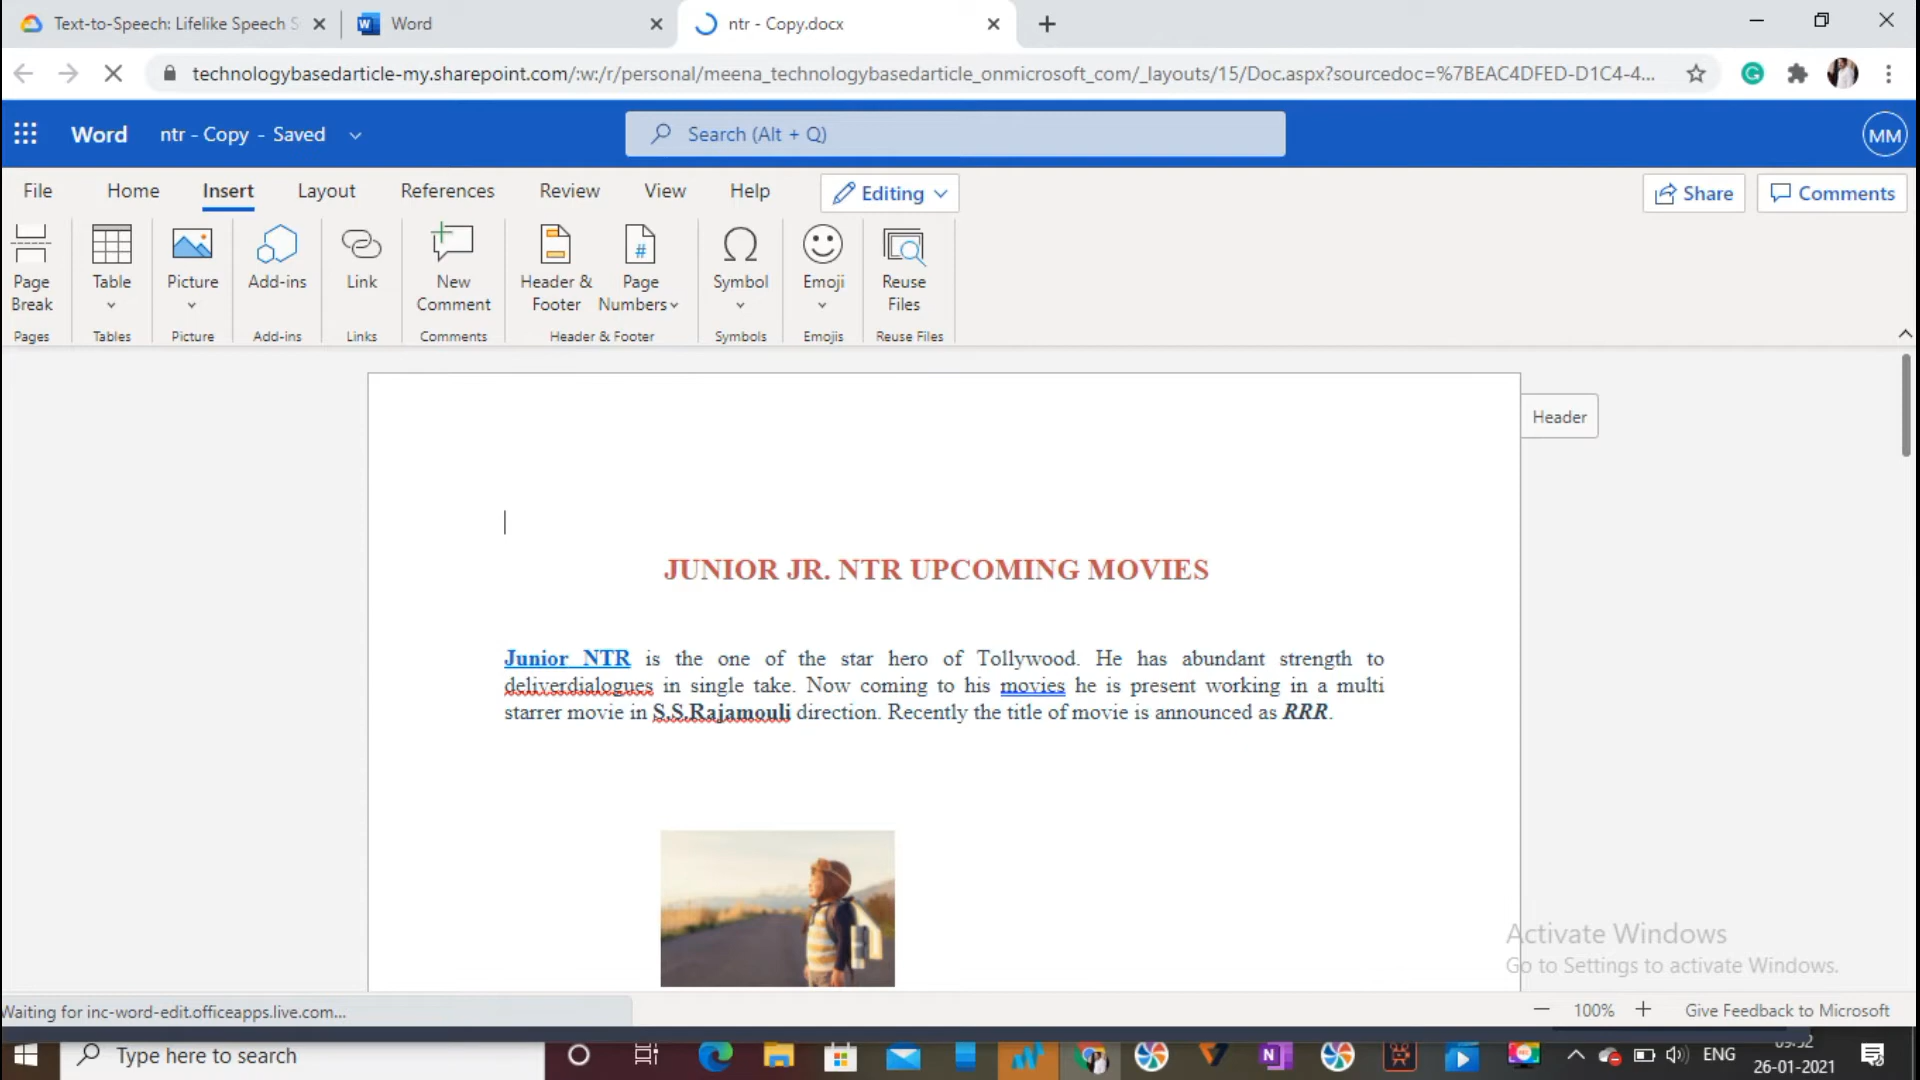 Text-to-Speech: Lifelike Speech S
Word
ntr - Copy.docx
technologybasedarticle-my.sharepoint.com/:w:/r/personal/meena_technologybasedarticle_onmicrosoft_com/_layouts/15/Doc.aspx?sourcedoc=%7BEAC4DFED-D1C4-4...
Word ntr - Copy - Saved Search (Alt + Q) MM
File Home Insert Layout References Review View Help Editing Share Comments
Page Break Table Picture Add-ins Link New Comment Header & Footer Page Numbers Symbol Emoji Reuse Files
Pages Tables Picture Add-ins Links Comments Header & Footer Symbols Emojis Reuse Files
Header
JUNIOR JR. NTR UPCOMING MOVIES
Junior NTR is the one of the star hero of Tollywood. He has abundant strength to
deliverdialogues in single take. Now coming to his movies he is present working in a multi
starrer movie in S.S.Rajamouli direction. Recently the title of movie is announced as RRR.
Activate Windows
Go to Settings to activate Windows.
Waiting for inc-word-edit.officeapps.live.com...
100% Give Feedback to Microsoft
Type here to search
ENG
26-01-2021